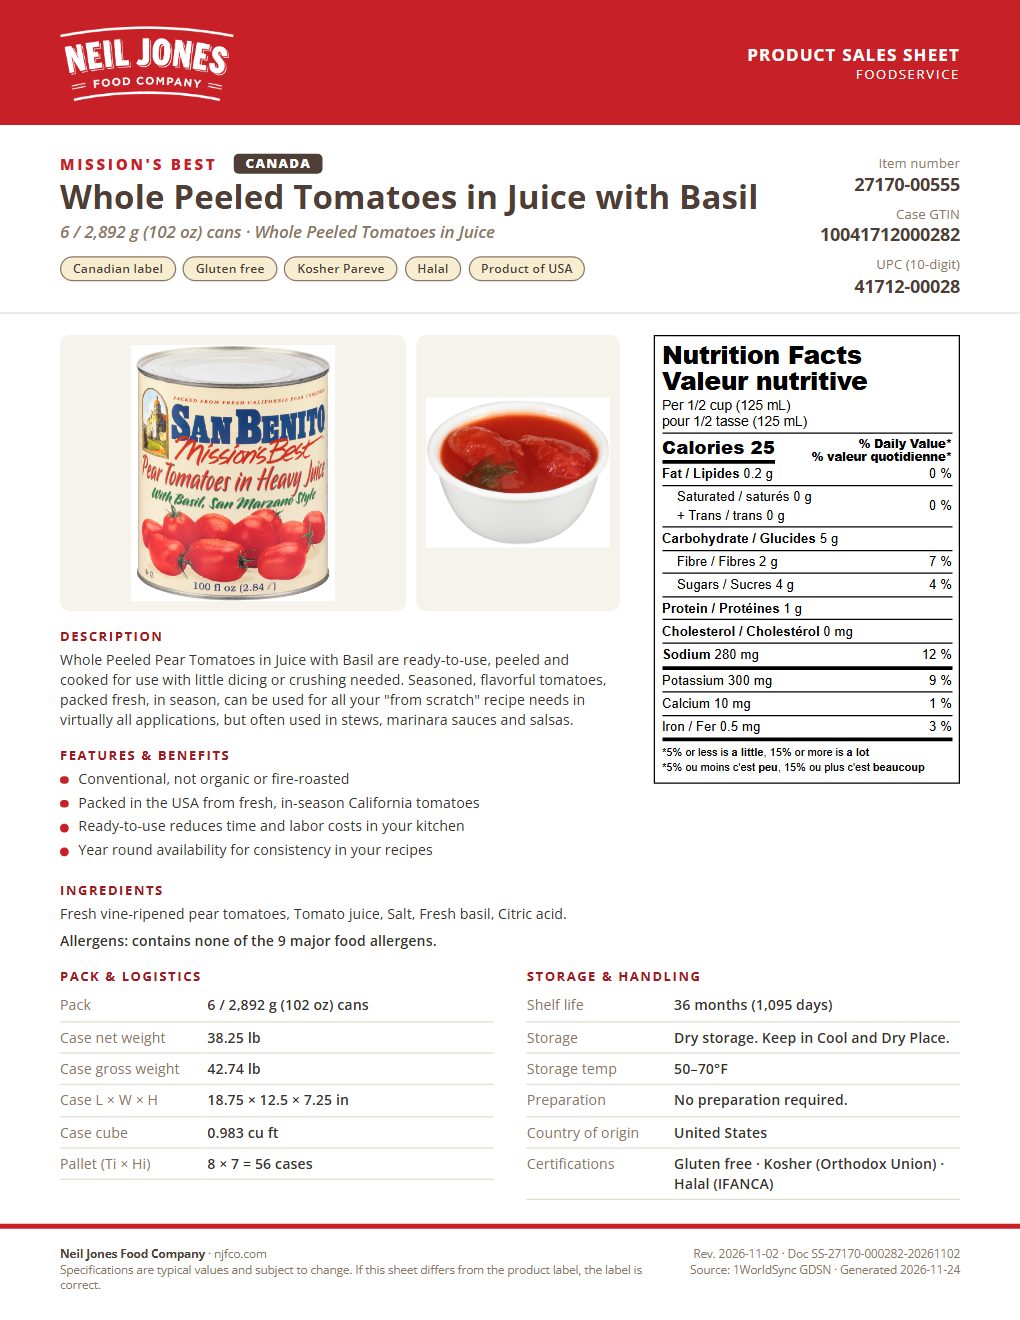 NEIL JONES
FOOD COMPANY
PRODUCT SALES SHEET
FOODSERVICE
MISSION'S BEST CANADA
Whole Peeled Tomatoes in Juice with Basil
6 / 2,892 g (102 oz) cans · Whole Peeled Tomatoes in Juice
Canadian label Gluten free Kosher Pareve Halal Product of USA
Item number
27170-00555
Case GTIN
10041712000282
UPC (10-digit)
41712-00028
PACKED FROM FRESH CALIFORNIA PEAR TOMATOES
SAN BENITO
Mission's Best
Pear Tomatoes in Heavy Juice
With Basil, San Marzano Style
100 fl oz (2.84 l)
Nutrition Facts
Valeur nutritive
Per 1/2 cup (125 mL)
pour 1/2 tasse (125 mL)
Calories 25
% Daily Value*
% valeur quotidienne*
Fat / Lipides 0.2 g 0 %
Saturated / saturés 0 g
+ Trans / trans 0 g
0 %
Carbohydrate / Glucides 5 g
Fibre / Fibres 2 g 7 %
Sugars / Sucres 4 g 4 %
Protein / Protéines 1 g
Cholesterol / Cholestérol 0 mg
Sodium 280 mg 12 %
Potassium 300 mg 9 %
Calcium 10 mg 1 %
Iron / Fer 0.5 mg 3 %
*5% or less is a little, 15% or more is a lot
*5% ou moins c'est peu, 15% ou plus c'est beaucoup
DESCRIPTION
Whole Peeled Pear Tomatoes in Juice with Basil are ready-to-use, peeled and
cooked for use with little dicing or crushing needed. Seasoned, flavorful tomatoes,
packed fresh, in season, can be used for all your "from scratch" recipe needs in
virtually all applications, but often used in stews, marinara sauces and salsas.
FEATURES & BENEFITS
Conventional, not organic or fire-roasted
Packed in the USA from fresh, in-season California tomatoes
Ready-to-use reduces time and labor costs in your kitchen
Year round availability for consistency in your recipes
INGREDIENTS
Fresh vine-ripened pear tomatoes, Tomato juice, Salt, Fresh basil, Citric acid.
Allergens: contains none of the 9 major food allergens.
PACK & LOGISTICS
Pack 6 / 2,892 g (102 oz) cans
Case net weight 38.25 lb
Case gross weight 42.74 lb
Case L × W × H 18.75 × 12.5 × 7.25 in
Case cube 0.983 cu ft
Pallet (Ti × Hi) 8 × 7 = 56 cases
STORAGE & HANDLING
Shelf life 36 months (1,095 days)
Storage Dry storage. Keep in Cool and Dry Place.
Storage temp 50–70°F
Preparation No preparation required.
Country of origin United States
Certifications Gluten free · Kosher (Orthodox Union) ·
Halal (IFANCA)
Neil Jones Food Company · njfco.com
Specifications are typical values and subject to change. If this sheet differs from the product label, the label is
correct.
Rev. 2026-11-02 · Doc SS-27170-000282-20261102
Source: 1WorldSync GDSN · Generated 2026-11-24